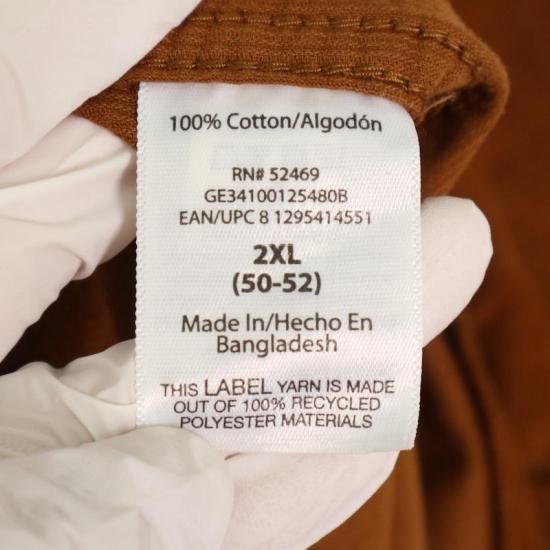 100% Cotton/Algodón
RN# 52469
GE34100125480B
EAN/UPC 8 1295414551
2XL
(50-52)
Made In/Hecho En
Bangladesh
THIS LABEL YARN IS MADE
OUT OF 100% RECYCLED
POLYESTER MATERIALS